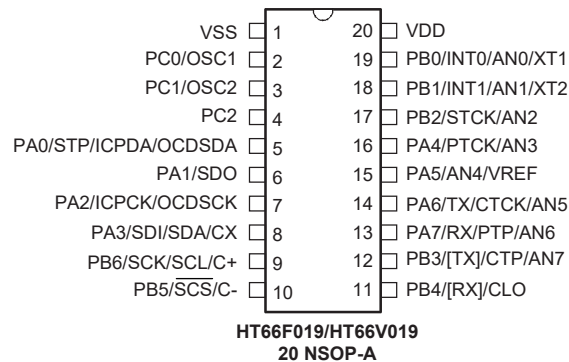 VSS 1 20 VDD
PC0/OSC1 2 19 PB0/INT0/AN0/XT1
PC1/OSC2 3 18 PB1/INT1/AN1/XT2
PC2 4 17 PB2/STCK/AN2
PA0/STP/ICPDA/OCDSDA 5 16 PA4/PTCK/AN3
PA1/SDO 6 15 PA5/AN4/VREF
PA2/ICPCK/OCDSCK 7 14 PA6/TX/CTCK/AN5
PA3/SDI/SDA/CX 8 13 PA7/RX/PTP/AN6
PB6/SCK/SCL/C+ 9 12 PB3/[TX]/CTP/AN7
PB5/S̅C̅S̅/C- 10 11 PB4/[RX]/CLO
HT66F019/HT66V019
20 NSOP-A